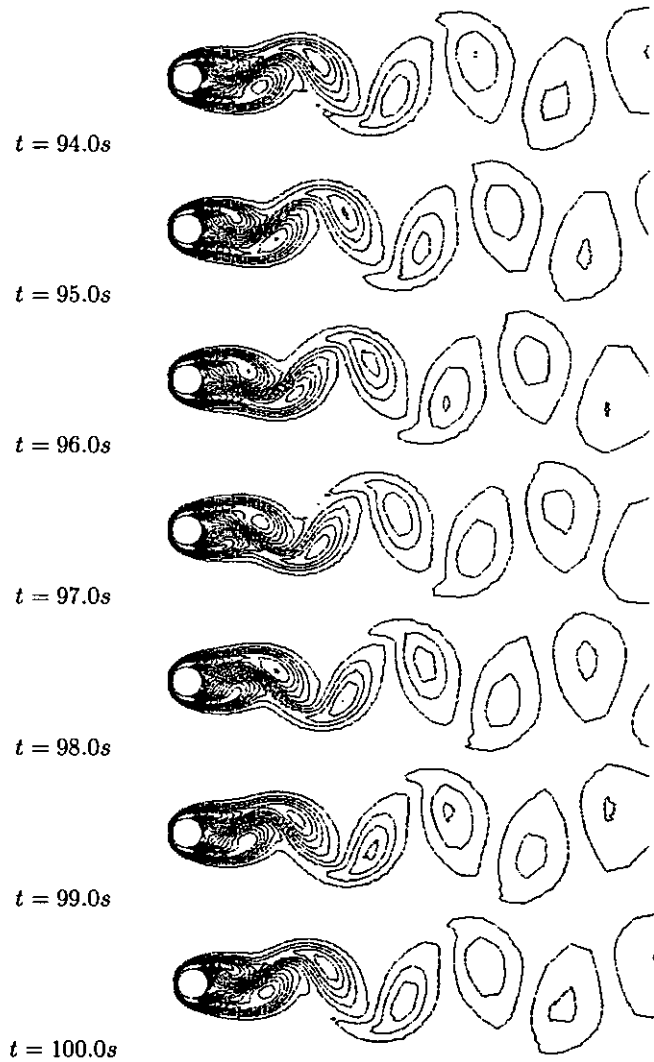 t = 94.0s
t = 95.0s
t = 96.0s
t = 97.0s
t = 98.0s
t = 99.0s
t = 100.0s